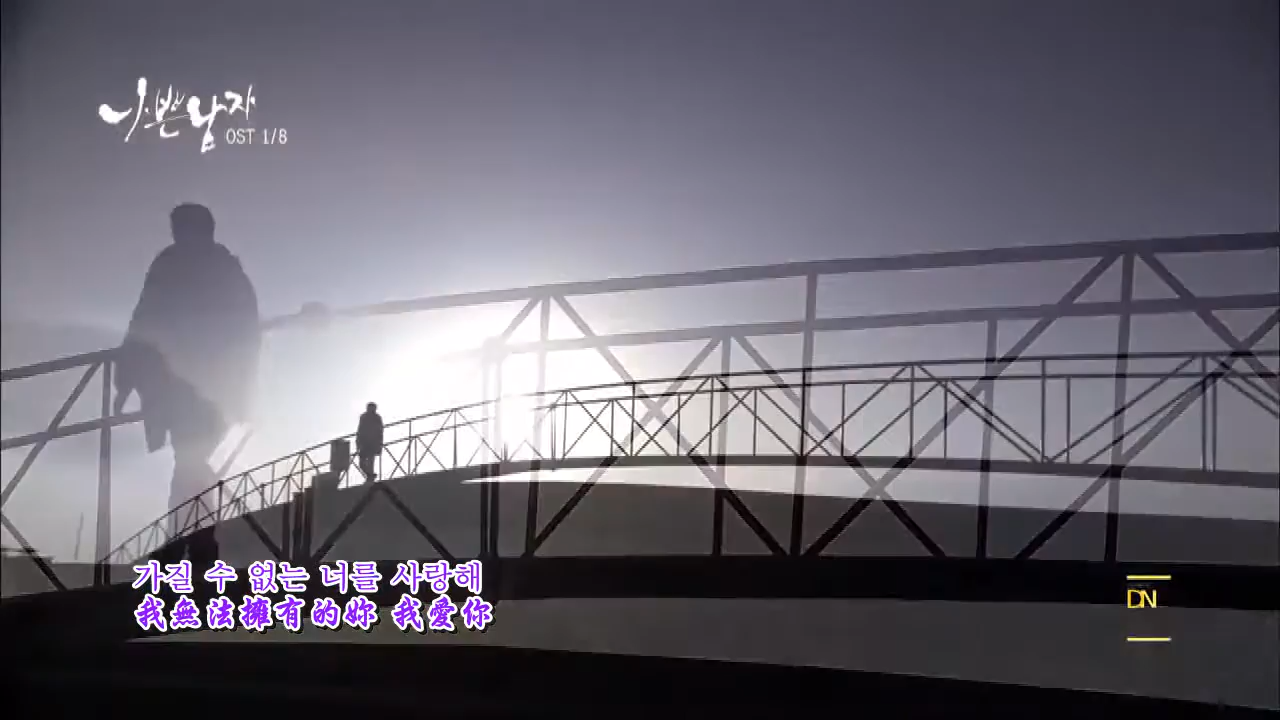 나쁜남자
OST 1/8
가질 수 없는 너를 사랑해
我無法擁有的妳 我愛你
DN